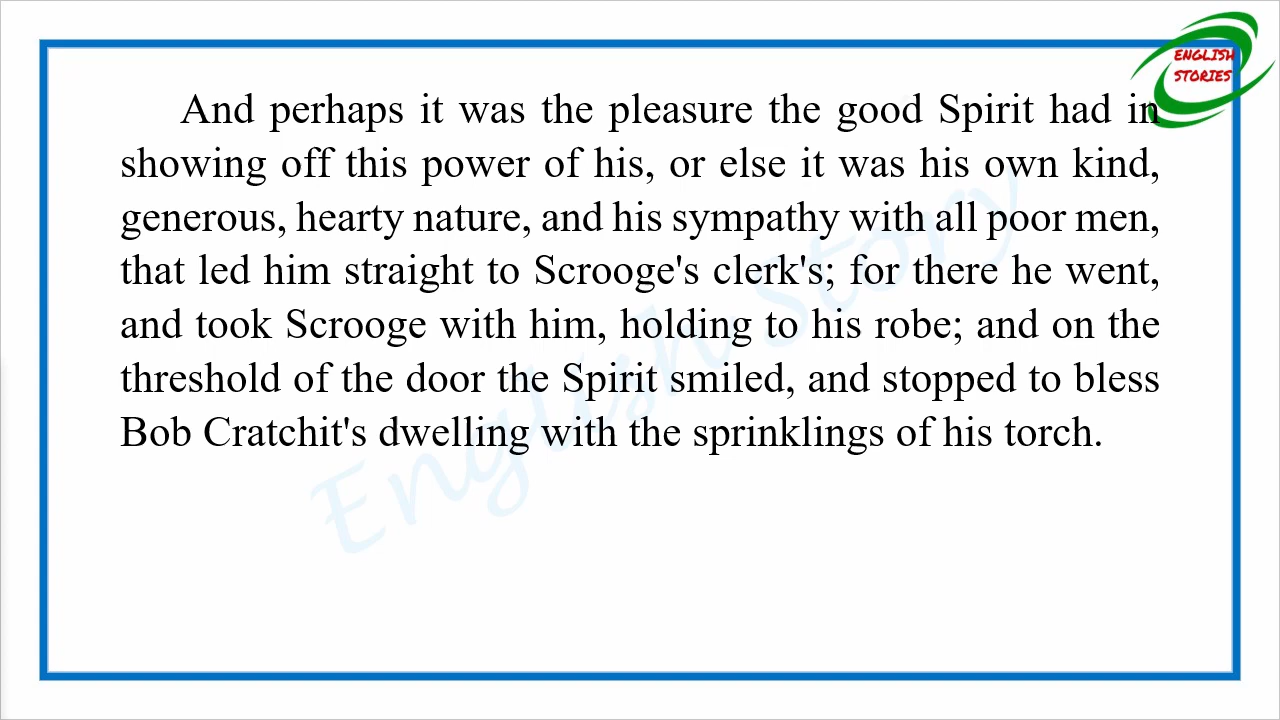 ENGLISH
STORIES
And perhaps it was the pleasure the good Spirit had in
showing off this power of his, or else it was his own kind,
generous, hearty nature, and his sympathy with all poor men,
that led him straight to Scrooge's clerk's; for there he went,
and took Scrooge with him, holding to his robe; and on the
threshold of the door the Spirit smiled, and stopped to bless
Bob Cratchit's dwelling with the sprinklings of his torch.
English Story